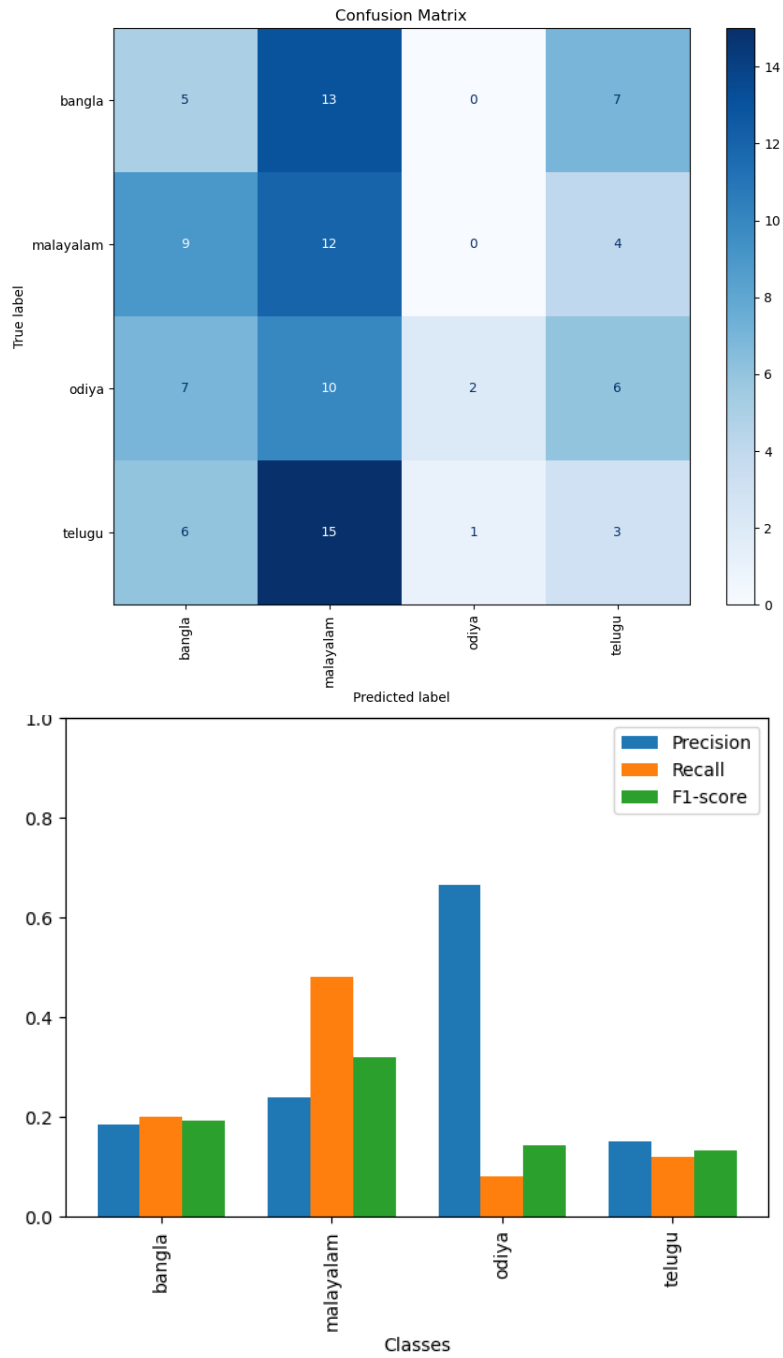 Confusion Matrix
bangla 5 13 0 7
malayalam 9 12 0 4
odiya 7 10 2 6
telugu 6 15 1 3
True label
bangla malayalam odiya telugu
Predicted label
14
12
10
8
6
4
2
0
1.0
0.8
0.6
0.4
0.2
0.0
Precision
Recall
F1-score
bangla malayalam odiya telugu
Classes